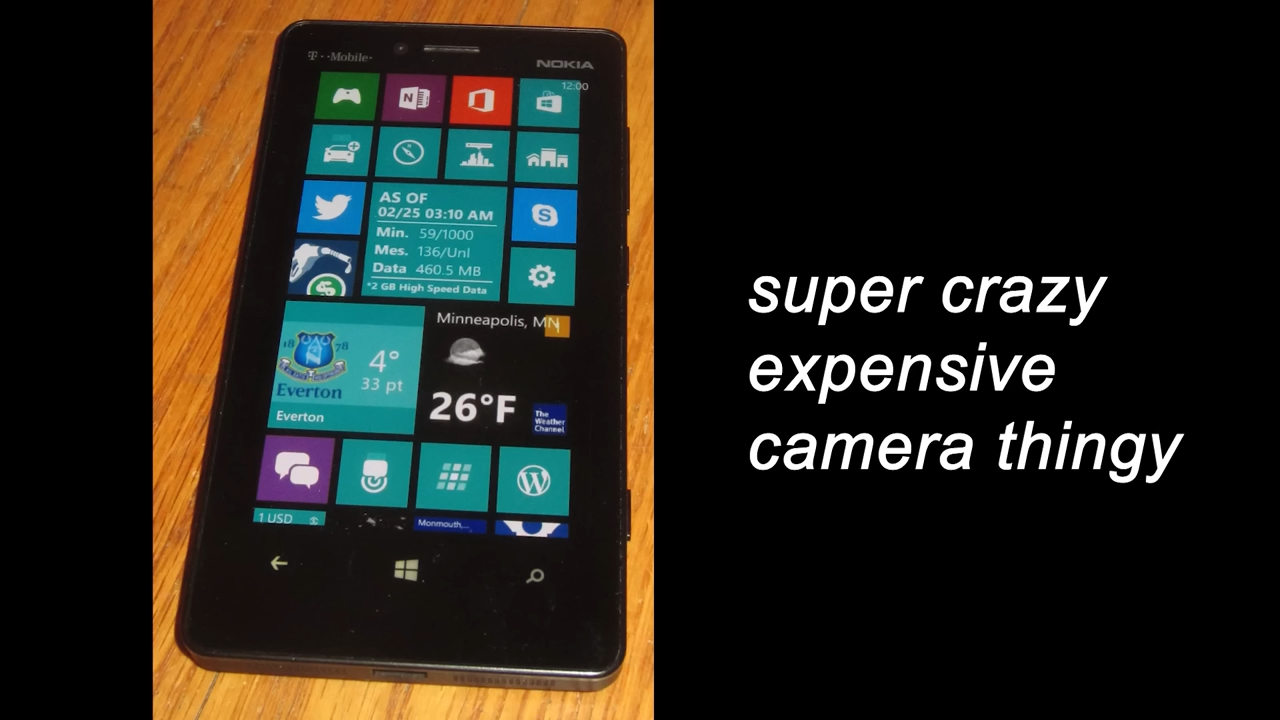 T··Mobile·
NOKIA
12:00
N
AS OF
02/25 03:10 AM
Min. 59/1000
Mes. 136/Unl
Data 460.5 MB
*2 GB High Speed Data
S
$
18 78
Everton
4°
33 pt
Everton
Minneapolis, MN
26°F
The
Weather
Channel
W
1 USD
Monmouth,...
super crazy
expensive
camera thingy